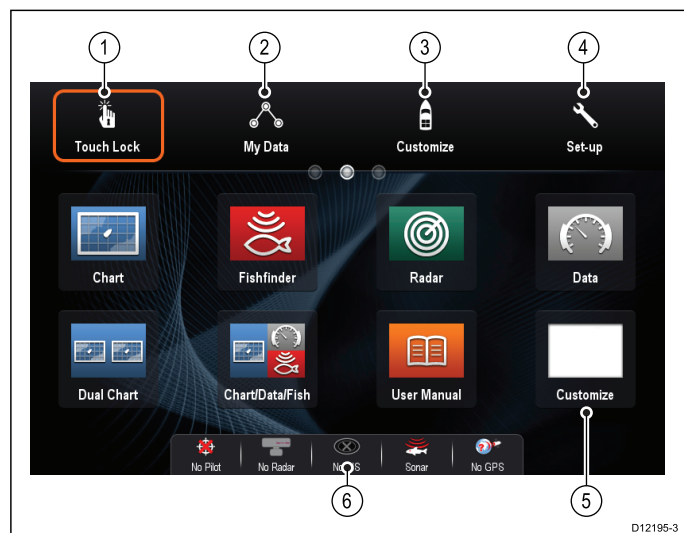 1 2 3 4
Touch Lock My Data Customize Set-up
Chart Fishfinder Radar Data
Dual Chart Chart/Data/Fish User Manual Customize
No Pilot No Radar Sonar No GPS
6 5
D12195-3